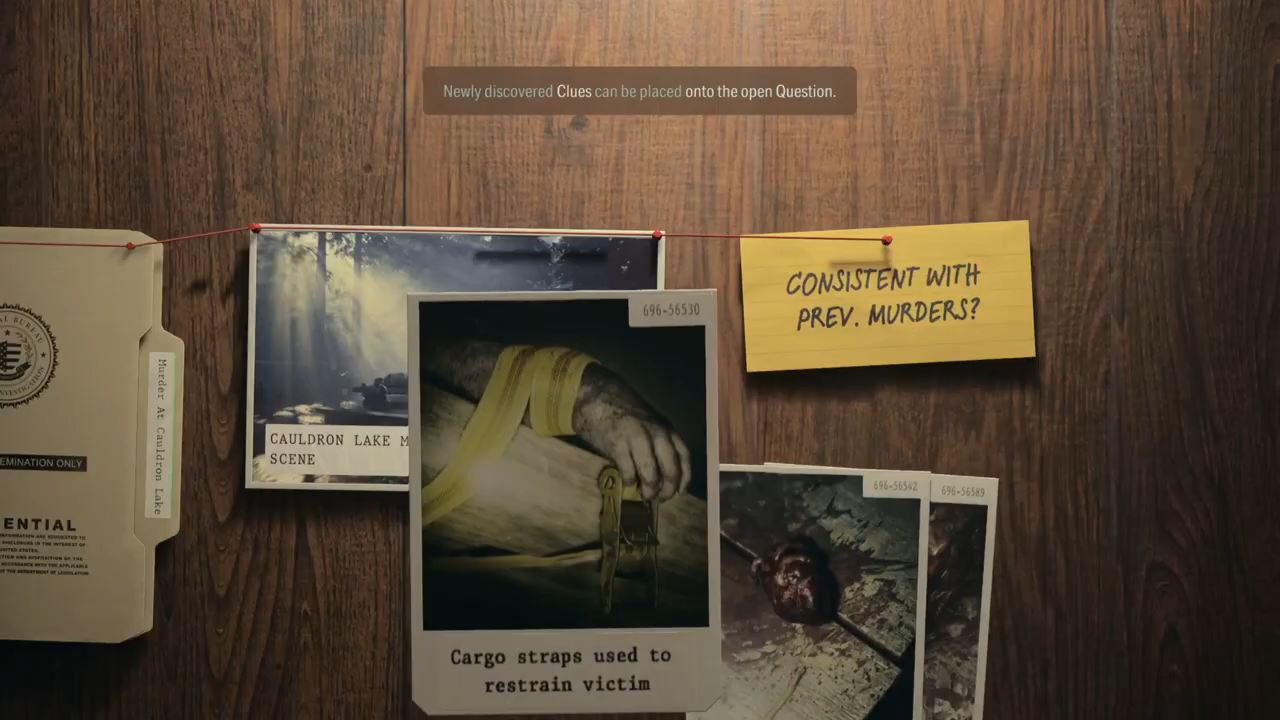 Newly discovered Clues can be placed onto the open Question.
CONSISTENT WITH
PREV. MURDERS?
696-56530
CAULDRON LAKE M
SCENE
Murder At Cauldron Lake
EMINATION ONLY
ENTIAL
696-56542
696-56589
Cargo straps used to
restrain victim